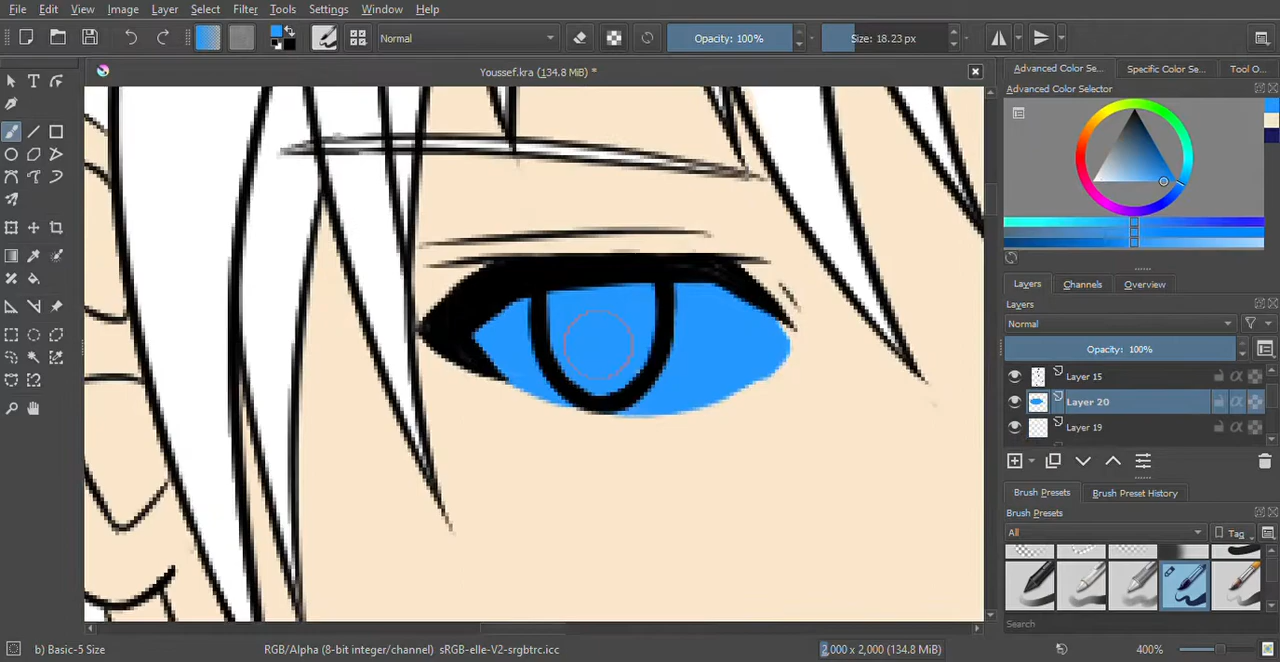 File Edit View Image Layer Select Filter Tools Settings Window Help
Normal Opacity: 100% Size: 18.23 px
Youssef.kra (134.8 MiB) *
Advanced Color Se... Specific Color Se... Tool O...
Advanced Color Selector
Layers Channels Overview
Layers
Normal
Opacity: 100%
Layer 15
Layer 20
Layer 19
Brush Presets Brush Preset History
Brush Presets
All Tag
Search
b) Basic-5 Size RGB/Alpha (8-bit integer/channel) sRGB-elle-V2-srgbtrc.icc 2,000 x 2,000 (134.8 MiB) 400%